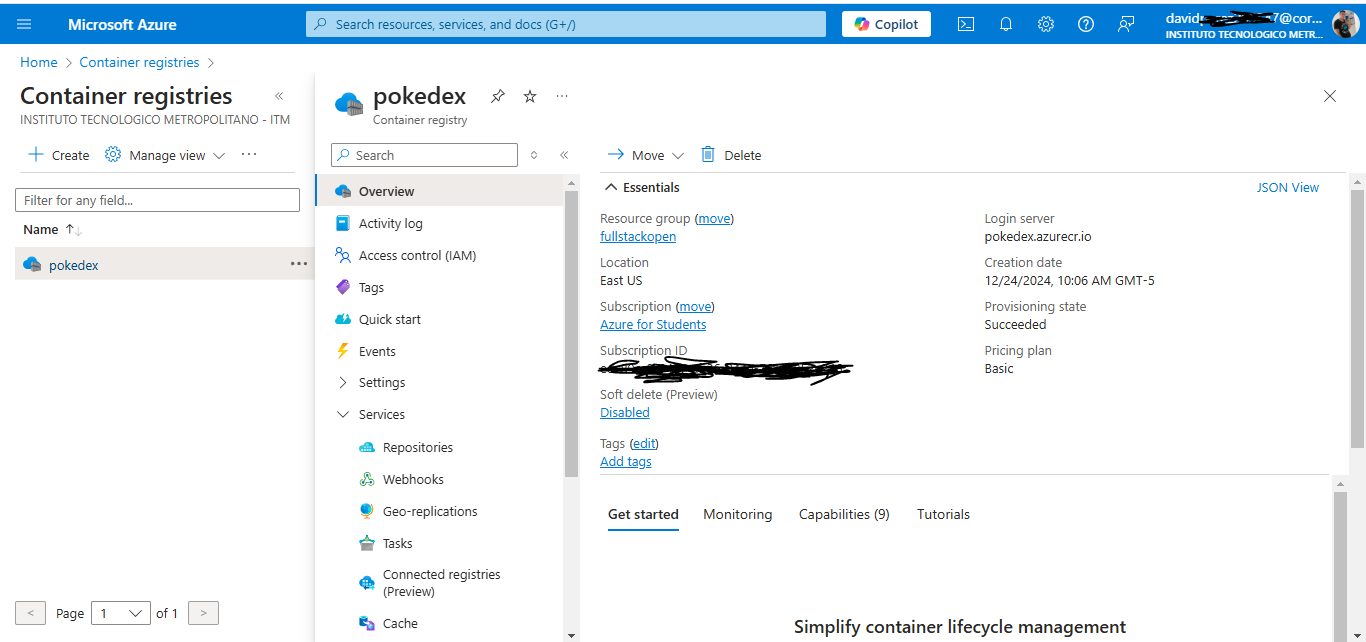 Microsoft Azure
Search resources, services, and docs (G+/)
Copilot
david 7@cor...
INSTITUTO TECNOLOGICO METR...
Home > Container registries >
Container registries
INSTITUTO TECNOLOGICO METROPOLITANO - ITM
Create
Manage view
Filter for any field...
Name
pokedex
Page 1 of 1
pokedex
Container registry
Search
Overview
Activity log
Access control (IAM)
Tags
Quick start
Events
Settings
Services
Repositories
Webhooks
Geo-replications
Tasks
Connected registries
(Preview)
Cache
Move
Delete
Essentials
JSON View
Resource group (move)
fullstackopen
Location
East US
Subscription (move)
Azure for Students
Subscription ID
Soft delete (Preview)
Disabled
Tags (edit)
Add tags
Login server
pokedex.azurecr.io
Creation date
12/24/2024, 10:06 AM GMT-5
Provisioning state
Succeeded
Pricing plan
Basic
Get started
Monitoring
Capabilities (9)
Tutorials
Simplify container lifecycle management